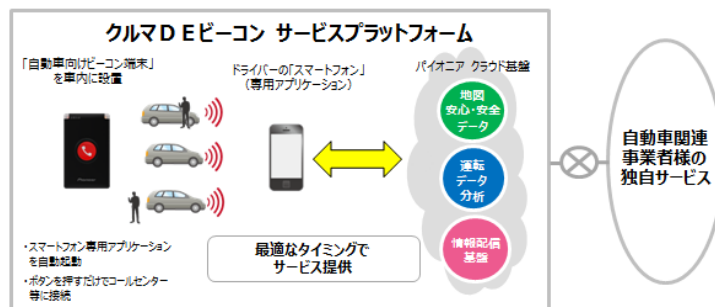 クルマＤＥビーコン サービスプラットフォーム
「自動車向けビーコン端末」
を車内に設置
ドライバーの「スマートフォン」
（専用アプリケーション）
パイオニア クラウド基盤
地図
安心・安全
データ
運転
データ
分析
情報配信
基盤
自動車関連
事業者様の
独自サービス
・スマートフォン専用アプリケーション
を自動起動
・ボタンを押すだけでコールセンター
等に接続
最適なタイミングで
サービス提供